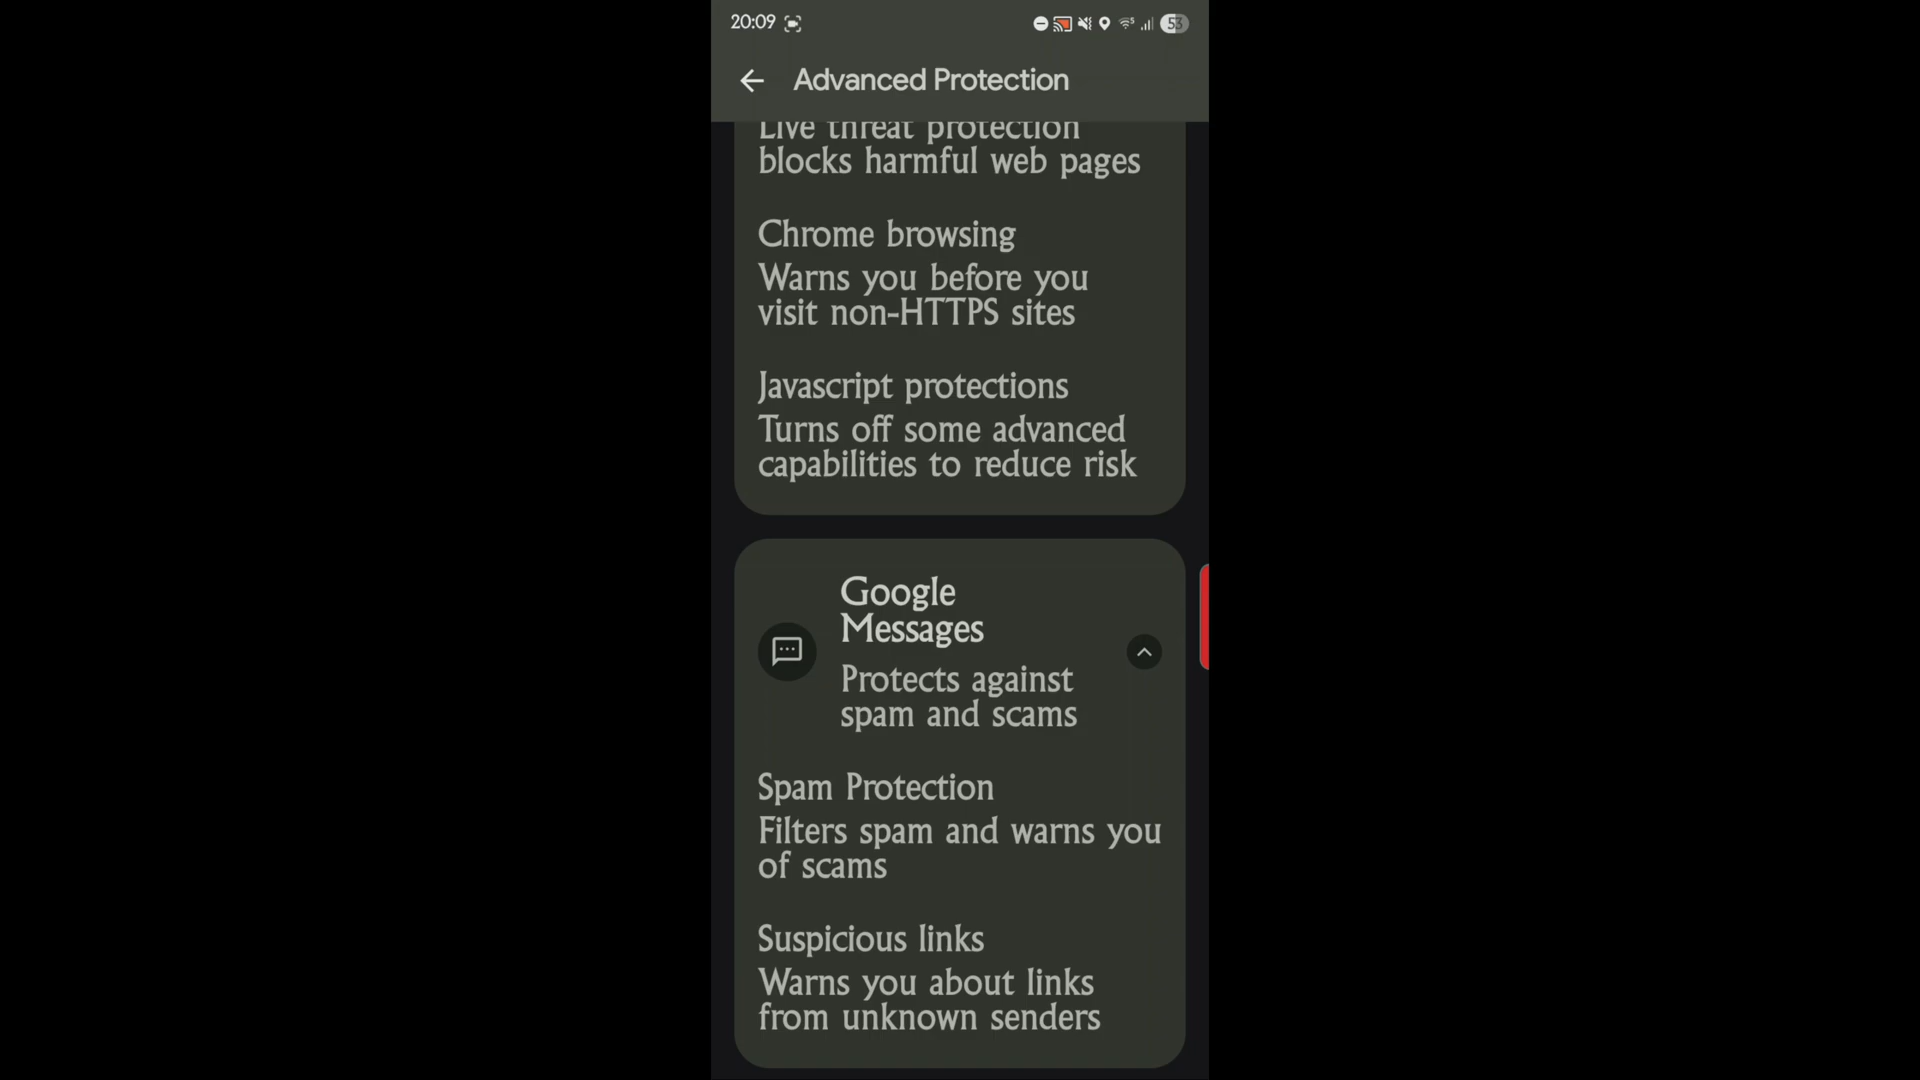 20:09
53
Advanced Protection
Live threat protection
blocks harmful web pages
Chrome browsing
Warns you before you
visit non-HTTPS sites
Javascript protections
Turns off some advanced
capabilities to reduce risk
Google
Messages
Protects against
spam and scams
Spam Protection
Filters spam and warns you
of scams
Suspicious links
Warns you about links
from unknown senders